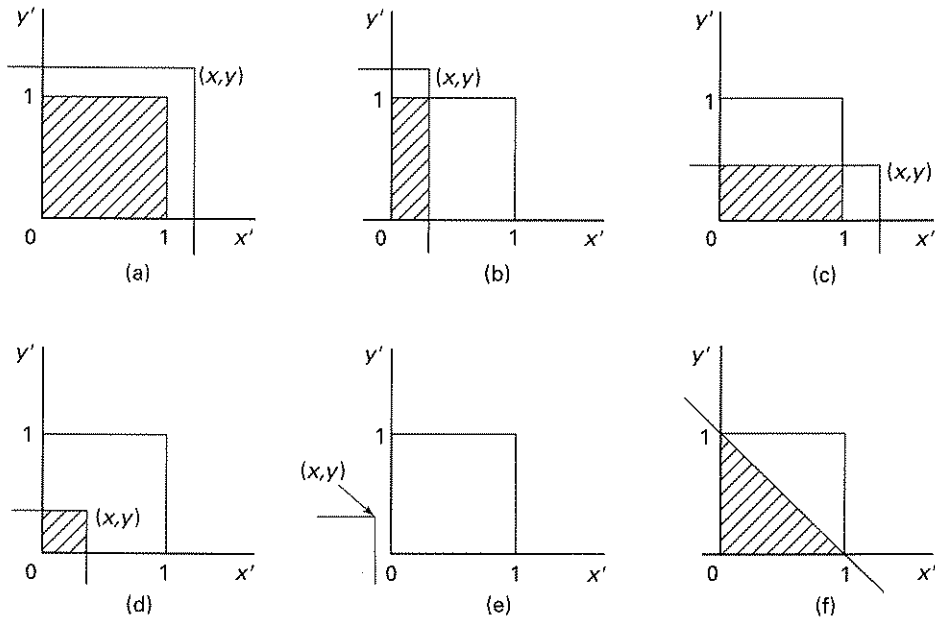 y' y' y'
(x,y) (x,y)
1 1 1
(x,y)
0 1 x' 0 1 x' 0 1 x'
(a) (b) (c)
y' y' y'
1 1 1
(x,y)
(x,y)
0 1 x' 0 1 x' 0 1 x'
(d) (e) (f)